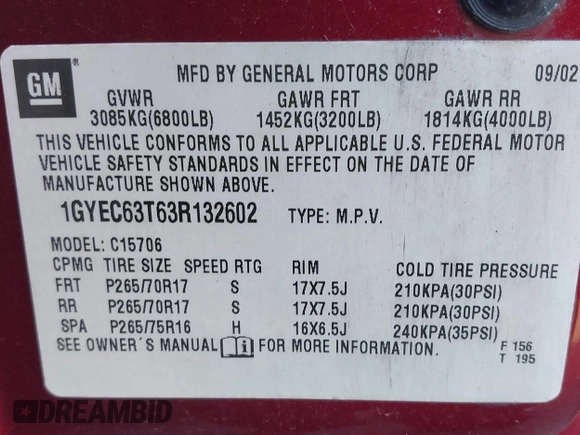 GM ®
MFD BY GENERAL MOTORS CORP 09/02
GVWR GAWR FRT GAWR RR
3085KG(6800LB) 1452KG(3200LB) 1814KG(4000LB)
THIS VEHICLE CONFORMS TO ALL APPLICABLE U.S. FEDERAL MOTOR
VEHICLE SAFETY STANDARDS IN EFFECT ON THE DATE OF
MANUFACTURE SHOWN ABOVE.
1GYEC63T63R132602 TYPE: M.P.V.
MODEL: C15706
CPMG TIRE SIZE SPEED RTG RIM COLD TIRE PRESSURE
FRT P265/70R17 S 17X7.5J 210KPA(30PSI)
RR P265/70R17 S 17X7.5J 210KPA(30PSI)
SPA P265/75R16 H 16X6.5J 240KPA(35PSI)
SEE OWNER'S MANUAL i FOR MORE INFORMATION. F 156
T 195
DREAMBID